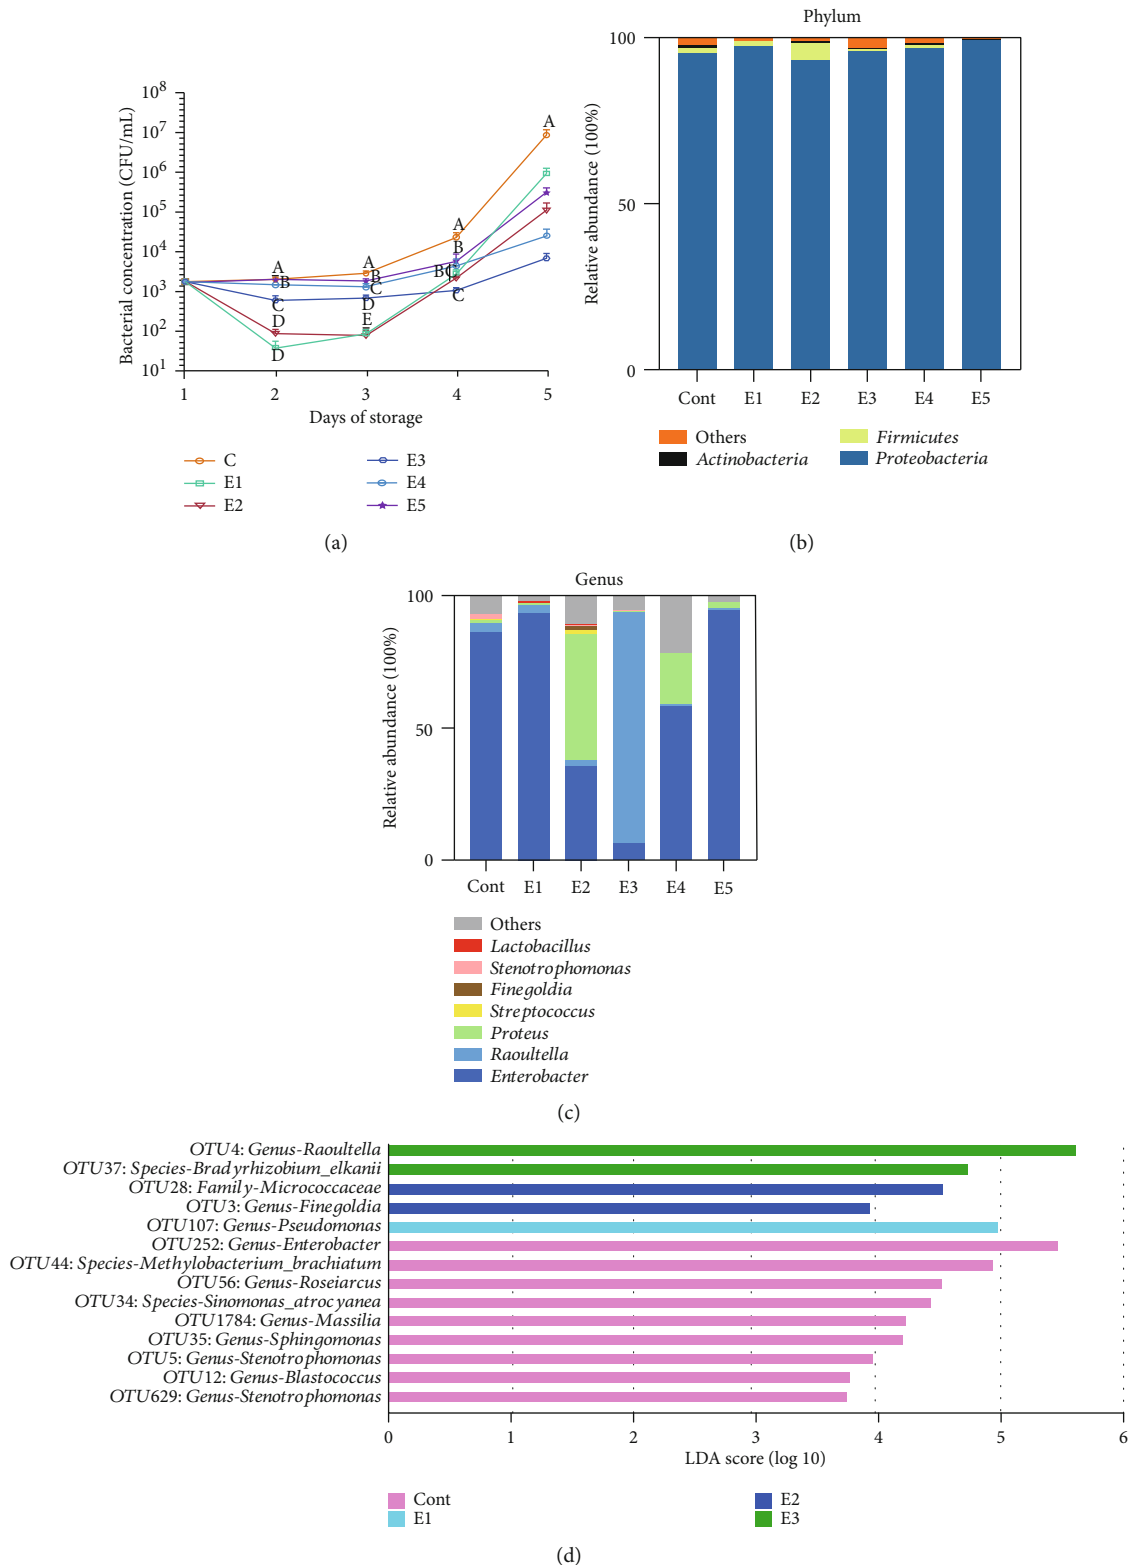 Bacterial concentration (CFU/mL)
10^8
10^7
10^6
10^5
10^4
10^3
10^2
10^1
A
A
B
C
D
D
A
B
C
D
E
A
B
BC
C
A
1 2 3 4 5
Days of storage
C
E1
E2
E3
E4
E5
(a)
Phylum
Relative abundance (100%)
100
50
0
Cont E1 E2 E3 E4 E5
Others
Actinobacteria
Firmicutes
Proteobacteria
(b)
Genus
Relative abundance (100%)
100
50
0
Cont E1 E2 E3 E4 E5
Others
Lactobacillus
Stenotrophomonas
Finegoldia
Streptococcus
Proteus
Raoultella
Enterobacter
(c)
OTU4: Genus-Raoultella
OTU37: Species-Bradyrhizobium_elkanii
OTU28: Family-Micrococcaceae
OTU3: Genus-Finegoldia
OTU107: Genus-Pseudomonas
OTU252: Genus-Enterobacter
OTU44: Species-Methylobacterium_brachiatum
OTU56: Genus-Roseiarcus
OTU34: Species-Sinomonas_atrocyanea
OTU1784: Genus-Massilia
OTU35: Genus-Sphingomonas
OTU5: Genus-Stenotrophomonas
OTU12: Genus-Blastococcus
OTU629: Genus-Stenotrophomonas
0 1 2 3 4 5 6
LDA score (log 10)
Cont
E1
E2
E3
(d)